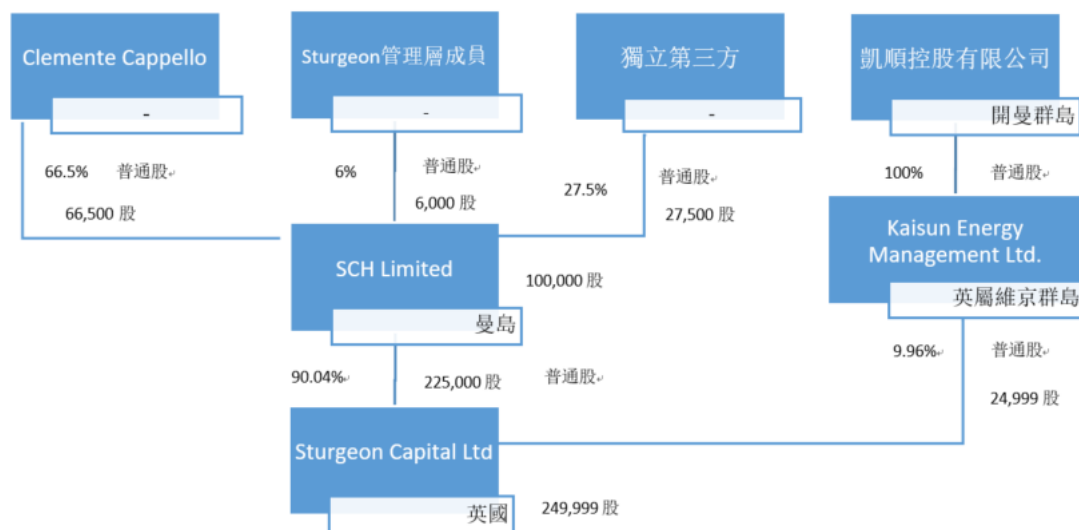 Clemente Cappello
-
Sturgeon管理層成員
-
獨立第三方
-
凱順控股有限公司
開曼群島
66.5% 普通股
66,500 股
6% 普通股
6,000 股
27.5% 普通股
27,500 股
100% 普通股
SCH Limited
曼島
100,000 股
Kaisun Energy
Management Ltd.
英屬維京群島
90.04% 225,000 股 普通股
9.96% 普通股
24,999 股
Sturgeon Capital Ltd
英國
249,999 股